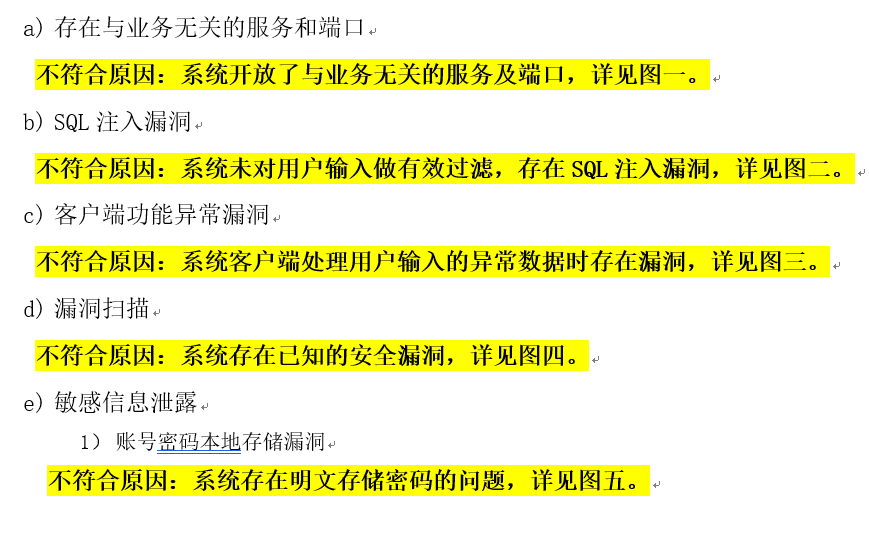 a) 存在与业务无关的服务和端口
不符合原因：系统开放了与业务无关的服务及端口，详见图一。
b) SQL 注入漏洞
不符合原因：系统未对用户输入做有效过滤，存在 SQL 注入漏洞，详见图二。
c) 客户端功能异常漏洞
不符合原因：系统客户端处理用户输入的异常数据时存在漏洞，详见图三。
d) 漏洞扫描
不符合原因：系统存在已知的安全漏洞，详见图四。
e) 敏感信息泄露
1） 账号密码本地存储漏洞
不符合原因：系统存在明文存储密码的问题，详见图五。